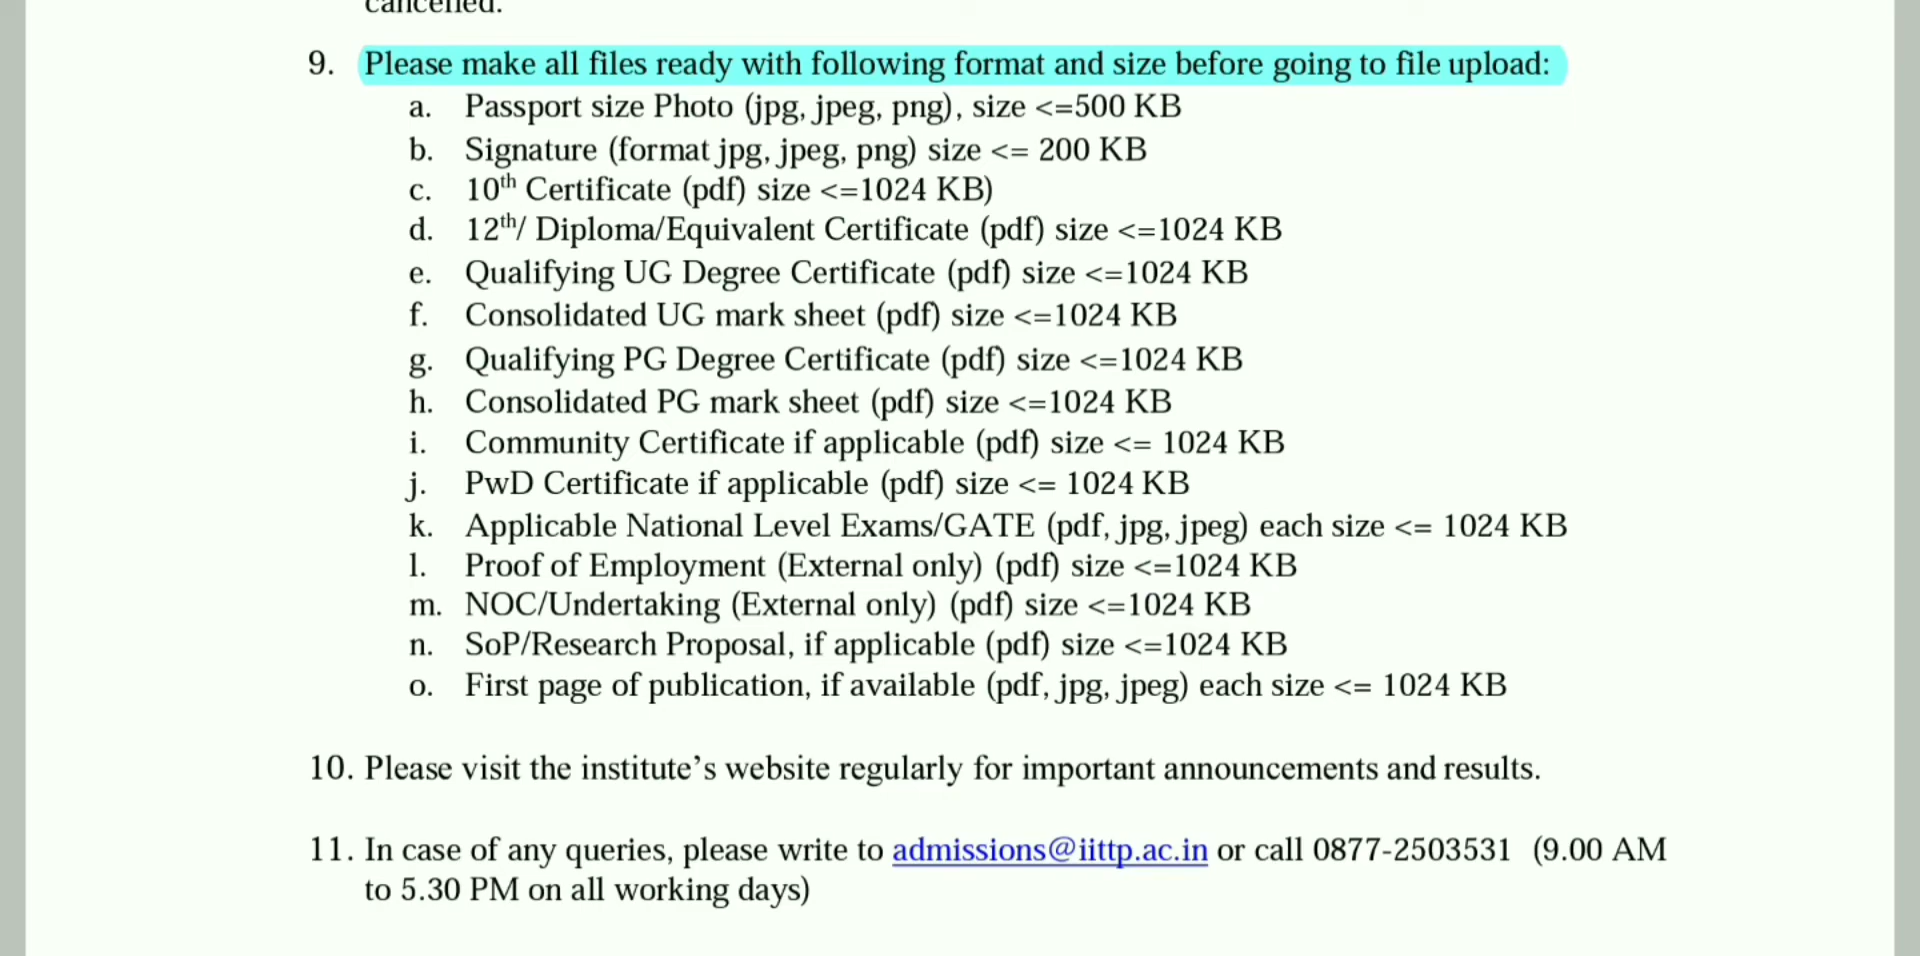 cancelled.
9. Please make all files ready with following format and size before going to file upload:
a. Passport size Photo (jpg, jpeg, png), size <=500 KB
b. Signature (format jpg, jpeg, png) size <= 200 KB
c. 10th Certificate (pdf) size <=1024 KB)
d. 12th/ Diploma/Equivalent Certificate (pdf) size <=1024 KB
e. Qualifying UG Degree Certificate (pdf) size <=1024 KB
f. Consolidated UG mark sheet (pdf) size <=1024 KB
g. Qualifying PG Degree Certificate (pdf) size <=1024 KB
h. Consolidated PG mark sheet (pdf) size <=1024 KB
i. Community Certificate if applicable (pdf) size <= 1024 KB
j. PwD Certificate if applicable (pdf) size <= 1024 KB
k. Applicable National Level Exams/GATE (pdf, jpg, jpeg) each size <= 1024 KB
l. Proof of Employment (External only) (pdf) size <=1024 KB
m. NOC/Undertaking (External only) (pdf) size <=1024 KB
n. SoP/Research Proposal, if applicable (pdf) size <=1024 KB
o. First page of publication, if available (pdf, jpg, jpeg) each size <= 1024 KB
10. Please visit the institute’s website regularly for important announcements and results.
11. In case of any queries, please write to admissions@iittp.ac.in or call 0877-2503531 (9.00 AM
to 5.30 PM on all working days)